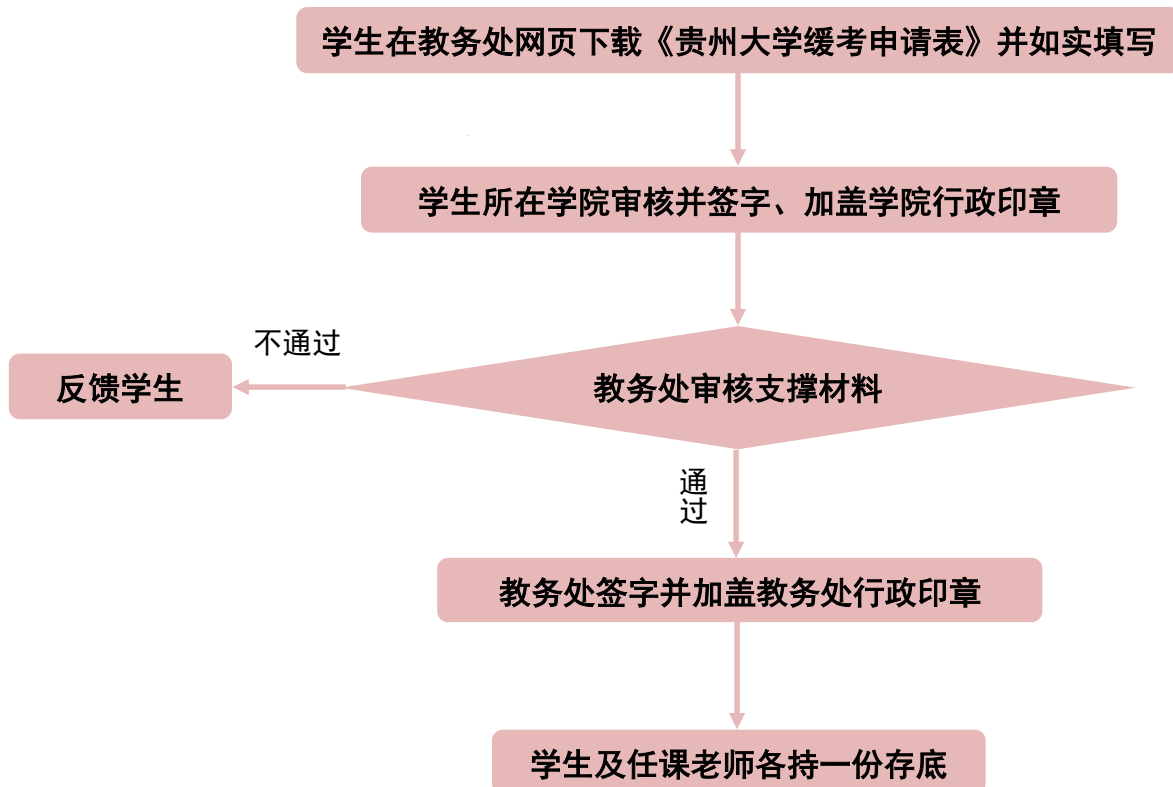 学生在教务处网页下载《贵州大学缓考申请表》并如实填写
学生所在学院审核并签字、加盖学院行政印章
不通过
反馈学生
教务处审核支撑材料
通
过
教务处签字并加盖教务处行政印章
学生及任课老师各持一份存底